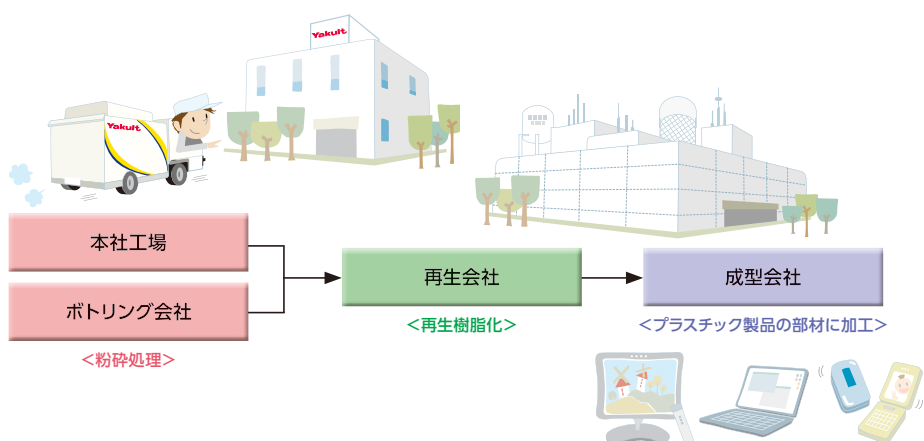 Yakult
Yakult
本社工場
ボトリング会社
<粉砕処理>
再生会社
<再生樹脂化>
成型会社
<プラスチック製品の部材に加工>